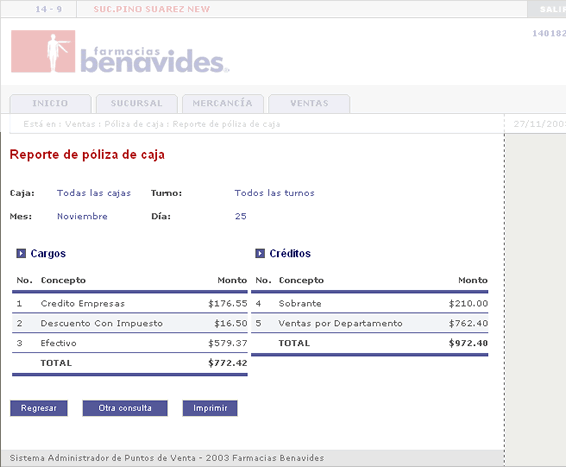 14 - 9 SUC.PINO SUAREZ NEW SALI
140182
farmacias
benavides
INICIO SUCURSAL MERCANCÍA VENTAS
Está en : Ventas : Póliza de caja : Reporte de póliza de caja 27/11/200
Reporte de póliza de caja
Caja: Todas las cajas Turno: Todos los turnos
Mes: Noviembre Día: 25
Cargos Créditos
No. Concepto Monto No. Concepto Monto
1 Credito Empresas $176.55 4 Sobrante $210.00
2 Descuento Con Impuesto $16.50 5 Ventas por Departamento $762.40
3 Efectivo $579.37 TOTAL $972.40
TOTAL $772.42
Regresar Otra consulta Imprimir
Sistema Administrador de Puntos de Venta - 2003 Farmacias Benavides